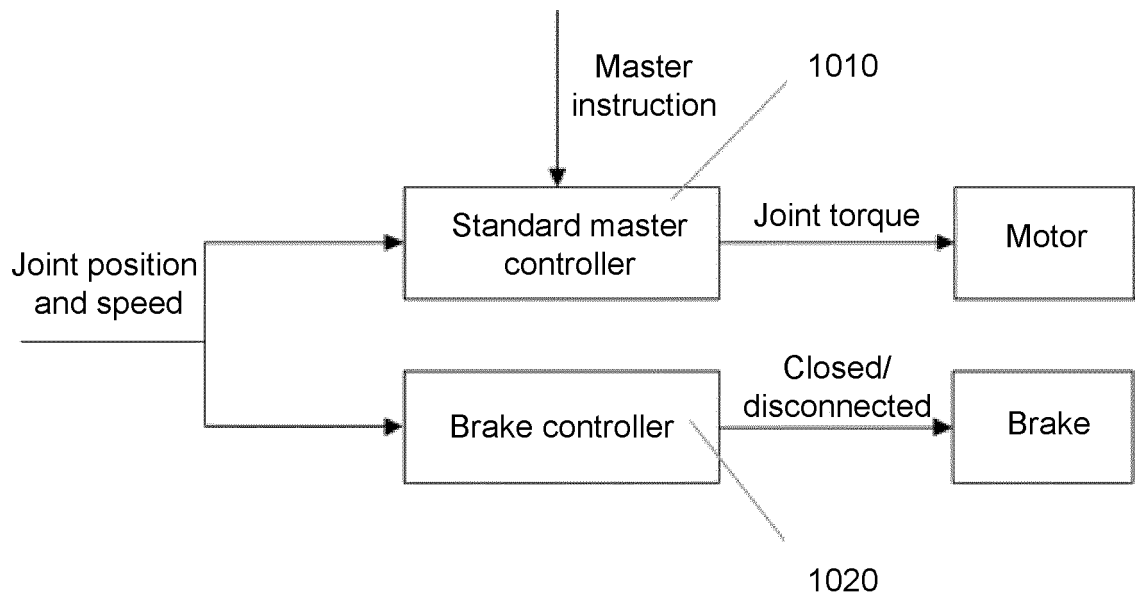 Master
instruction
1010
Standard master
controller
Joint torque
Motor
Joint position
and speed
Brake controller
Closed/
disconnected
Brake
1020